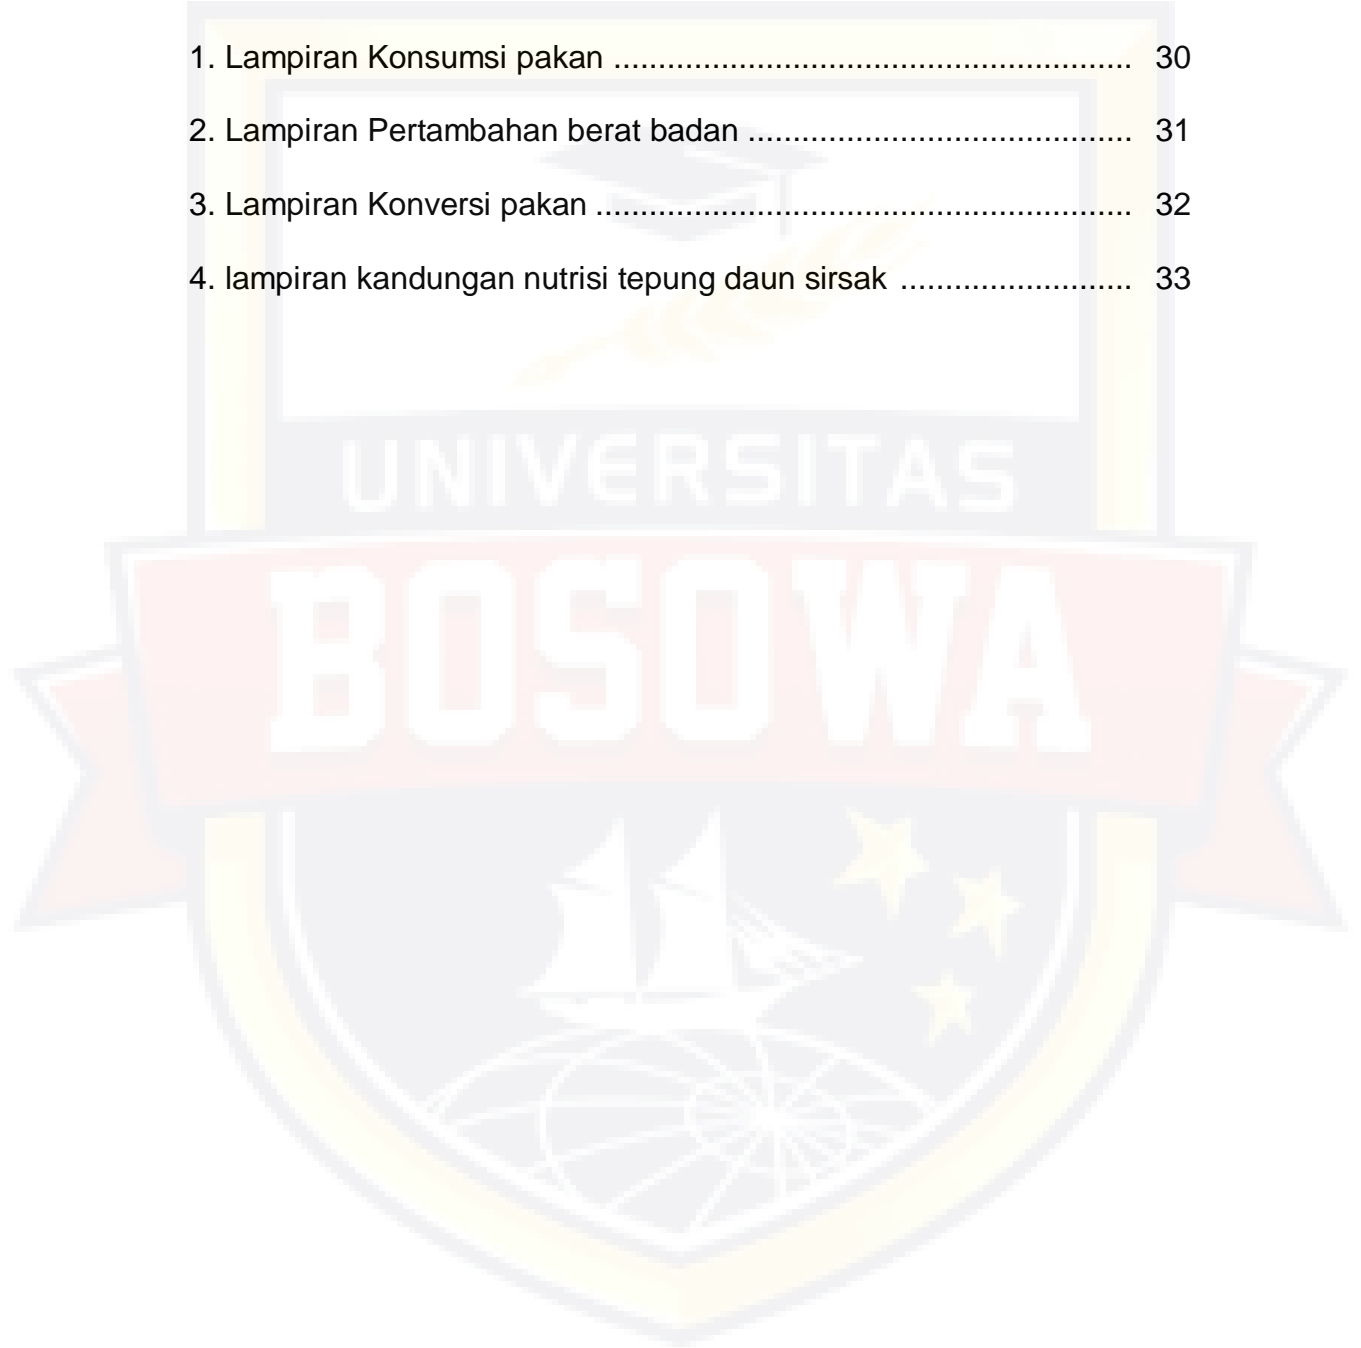 1. Lampiran Konsumsi pakan .......................................................... 30
2. Lampiran Pertambahan berat badan ........................................... 31
3. Lampiran Konversi pakan ............................................................ 32
4. lampiran kandungan nutrisi tepung daun sirsak .......................... 33
UNIVERSITAS
BOSOWA